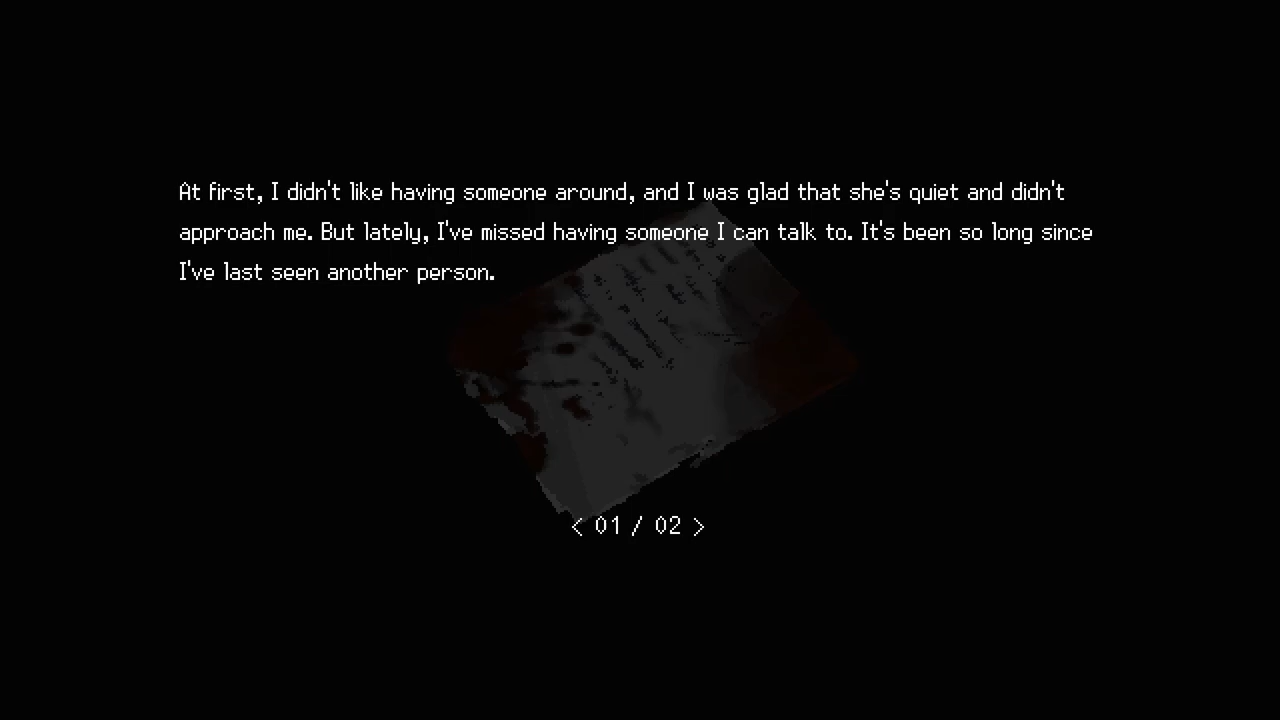 At first, I didn't like having someone around, and I was glad that she's quiet and didn't
approach me. But lately, I've missed having someone I can talk to. It's been so long since
I've last seen another person.
< 01 / 02 >